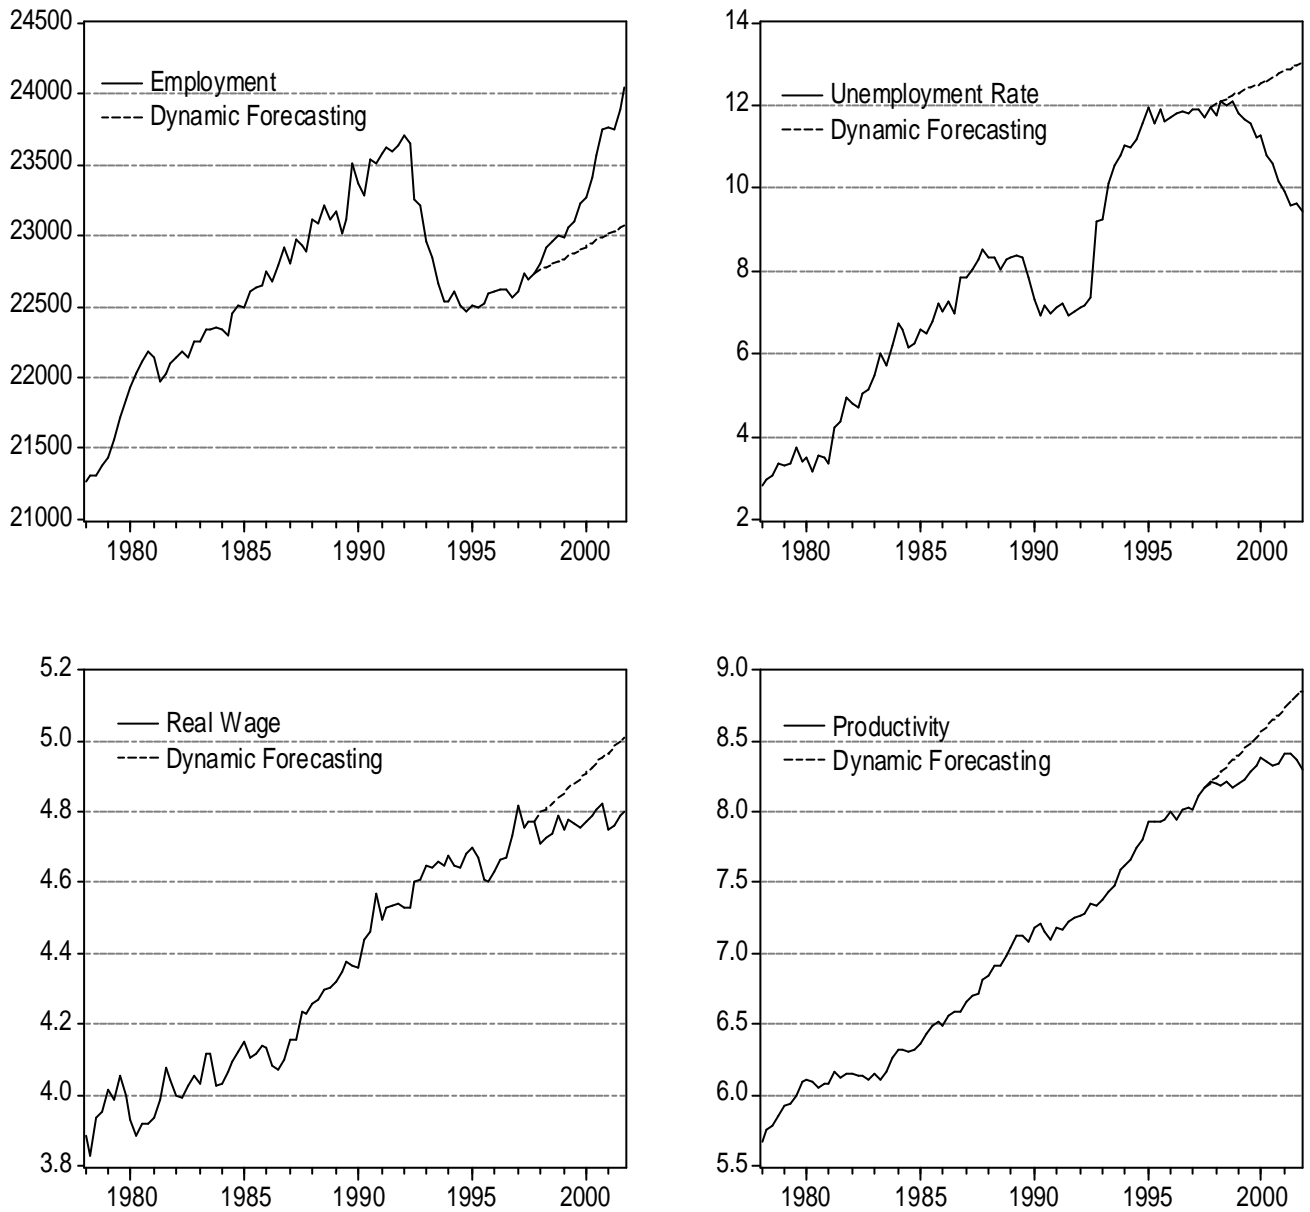 24500
24000
23500
23000
22500
22000
21500
21000
Employment
Dynamic Forecasting
1980 1985 1990 1995 2000
14
12
10
8
6
4
2
Unemployment Rate
Dynamic Forecasting
1980 1985 1990 1995 2000
5.2
5.0
4.8
4.6
4.4
4.2
4.0
3.8
Real Wage
Dynamic Forecasting
1980 1985 1990 1995 2000
9.0
8.5
8.0
7.5
7.0
6.5
6.0
5.5
Productivity
Dynamic Forecasting
1980 1985 1990 1995 2000